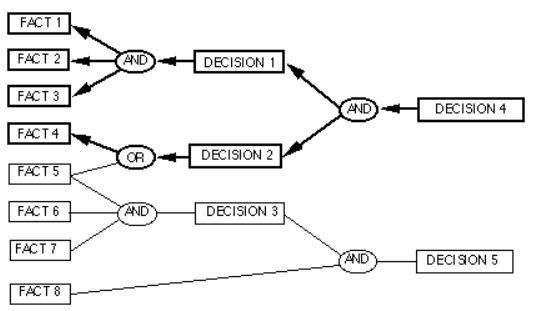 FACT 1
FACT 2
AND
DECISION 1
FACT 3
AND
DECISION 4
FACT 4
OR
DECISION 2
FACT 5
FACT 6
AND
DECISION 3
FACT 7
AND
DECISION 5
FACT 8